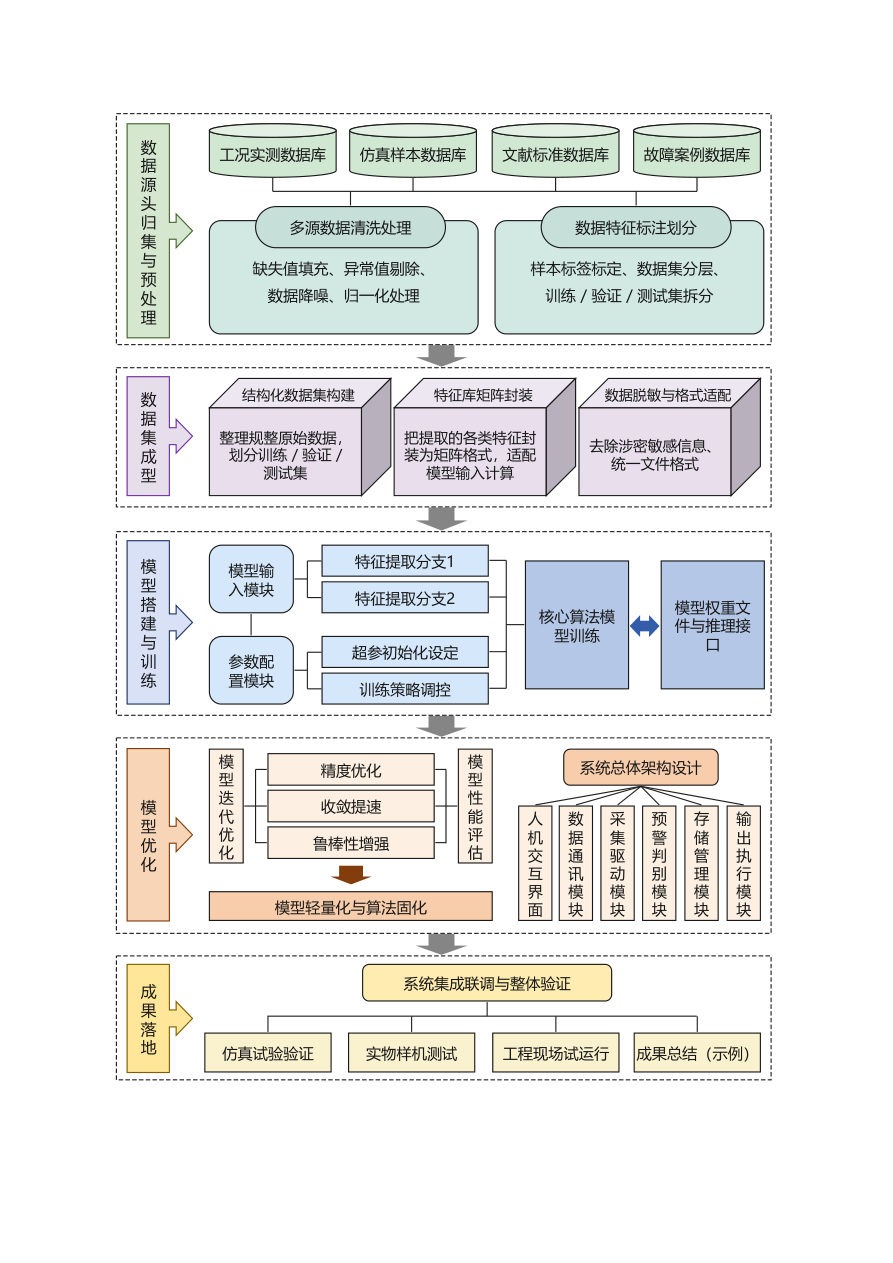 数据源头归集与预处理
工况实测数据库
仿真样本数据库
文献标准数据库
故障案例数据库
多源数据清洗处理
缺失值填充、异常值剔除、
数据降噪、归一化处理
数据特征标注划分
样本标签标定、数据集分层、
训练 / 验证 / 测试集拆分
数据集成型
结构化数据集构建
整理规整原始数据，
划分训练 / 验证 /
测试集
特征库矩阵封装
把提取的各类特征封
装为矩阵格式，适配
模型输入计算
数据脱敏与格式适配
去除涉密敏感信息、
统一文件格式
模型搭建与训练
模型输
入模块
参数配
置模块
特征提取分支1
特征提取分支2
超参初始化设定
训练策略调控
核心算法模
型训练
模型权重文
件与推理接
口
模型优化
模型迭代优化
精度优化
收敛提速
鲁棒性增强
模型性能评估
模型轻量化与算法固化
系统总体架构设计
人机交互界面
数据通讯模块
采集驱动模块
预警判别模块
存储管理模块
输出执行模块
成果落地
系统集成联调与整体验证
仿真试验验证
实物样机测试
工程现场试运行
成果总结（示例）